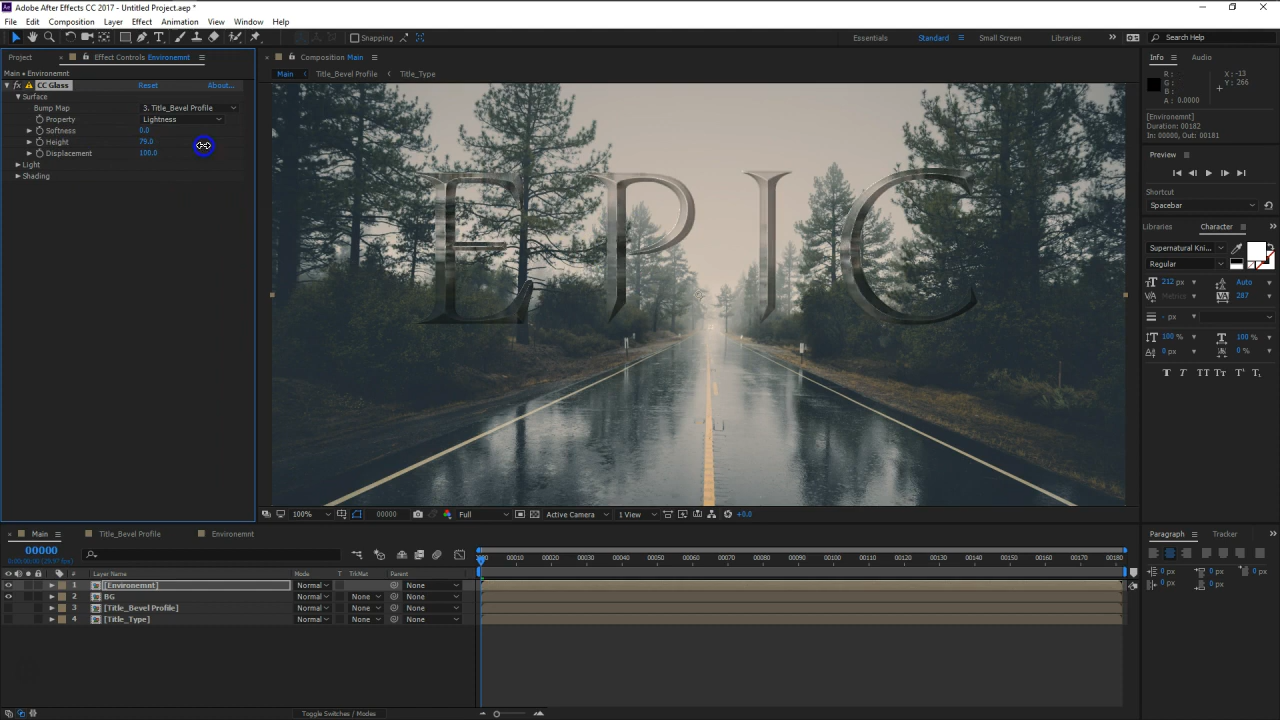 Adobe After Effects CC 2017 - Untitled Project.aep *
File Edit Composition Layer Effect Animation View Window Help
Snapping Essentials Standard Small Screen Libraries Search Help
Project Effect Controls Environemnt Composition Main Info Audio
Main • Environemnt Main Title_Bevel Profile Title_Type
fx CC Glass Reset About...
Surface
Bump Map 3. Title_Bevel Profile
Property Lightness
Softness 0.0
Height 79.0
Displacement 100.0
Light
Shading
EPIC
R :
G :
B :
A : 0.0000
X : -13
Y : 266
[Environemnt]
Duration: 00182
In: 00000, Out: 00181
Preview
Shortcut
Spacebar
Libraries Character
Supernatural Kni...
Regular
212 px Auto
Metrics 287
- px
100 % 100 %
0 px 0 %
100% 00000 Full Active Camera 1 View +0.0
Main Title_Bevel Profile Environemnt
00000
00010 00020 00030 00040 00050 00060 00070 00080 00090 00100 00110 00120 00130 00140 00150 00160 00170 00180
# Layer Name Mode T TrkMat Parent
1 [Environemnt] Normal None
2 BG Normal None None
3 [Title_Bevel Profile] Normal None None
4 [Title_Type] Normal None None
Toggle Switches / Modes
Paragraph Tracker
0 px 0 px 0 px
0 px 0 px